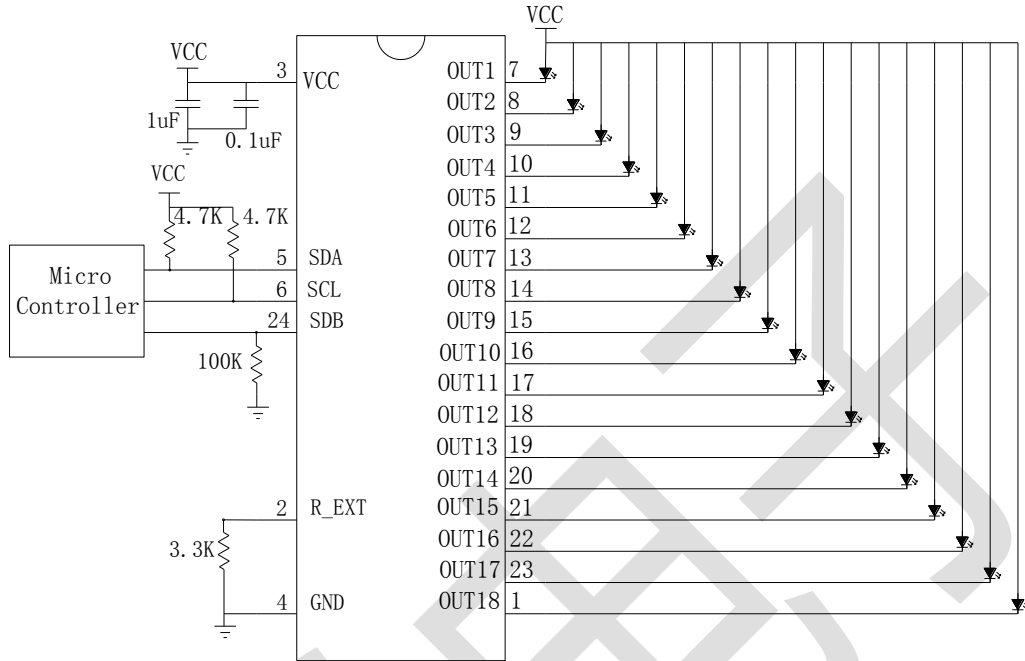 VCC
VCC
3
VCC
1uF
0.1uF
VCC
4.7K
4.7K
Micro
Controller
5
SDA
6
SCL
24
SDB
100K
2
R_EXT
3.3K
4
GND
OUT1 7
OUT2 8
OUT3 9
OUT4 10
OUT5 11
OUT6 12
OUT7 13
OUT8 14
OUT9 15
OUT10 16
OUT11 17
OUT12 18
OUT13 19
OUT14 20
OUT15 21
OUT16 22
OUT17 23
OUT18 1